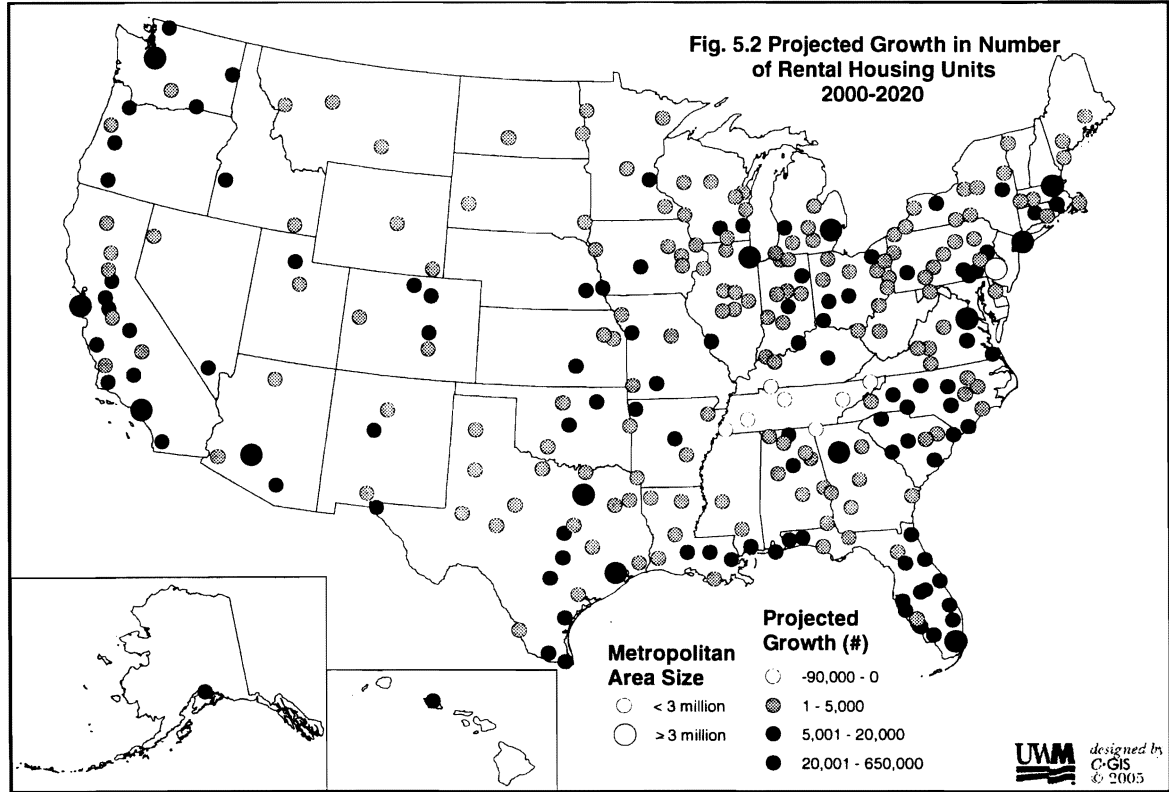 Fig. 5.2 Projected Growth in Number
of Rental Housing Units
2000-2020
Metropolitan
Area Size
< 3 million
> 3 million
Projected
Growth (#)
-90,000 - 0
1 - 5,000
5,001 - 20,000
20,001 - 650,000
UWM
designed by
C•GIS
© 2005